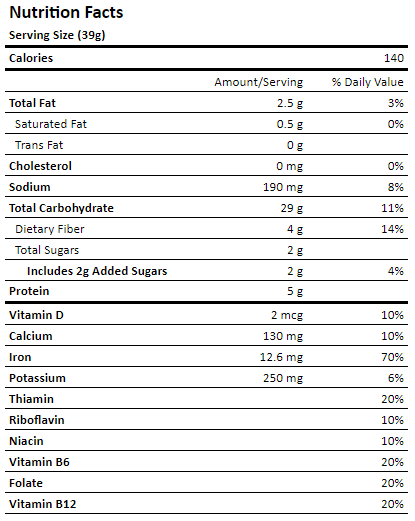 Nutrition Facts
Serving Size (39g)
Calories 140
Amount/Serving % Daily Value
Total Fat 2.5 g 3%
Saturated Fat 0.5 g 0%
Trans Fat 0 g
Cholesterol 0 mg 0%
Sodium 190 mg 8%
Total Carbohydrate 29 g 11%
Dietary Fiber 4 g 14%
Total Sugars 2 g
Includes 2g Added Sugars 2 g 4%
Protein 5 g
Vitamin D 2 mcg 10%
Calcium 130 mg 10%
Iron 12.6 mg 70%
Potassium 250 mg 6%
Thiamin 20%
Riboflavin 10%
Niacin 10%
Vitamin B6 20%
Folate 20%
Vitamin B12 20%